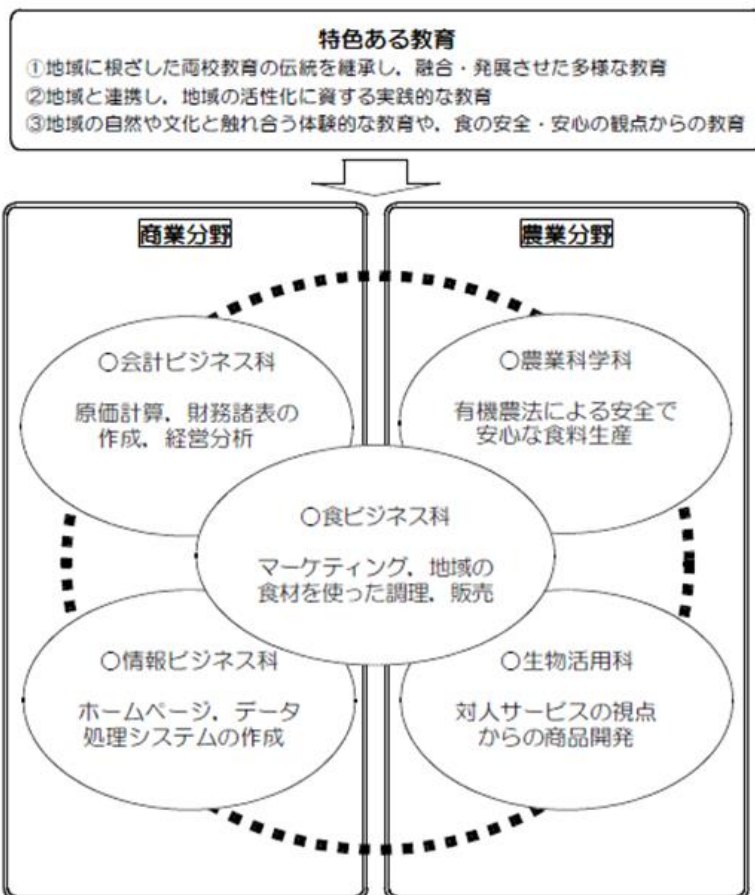 特色ある教育
①地域に根ざした両校教育の伝統を継承し，融合・発展させた多様な教育
②地域と連携し，地域の活性化に資する実践的な教育
③地域の自然や文化と触れ合う体験的な教育や，食の安全・安心の観点からの教育
商業分野
農業分野
○会計ビジネス科
原価計算，財務諸表の
作成，経営分析
○農業科学科
有機農法による安全で
安心な食料生産
○食ビジネス科
マーケティング，地域の
食材を使った調理，販売
○情報ビジネス科
ホームページ，データ
処理システムの作成
○生物活用科
対人サービスの視点
からの商品開発